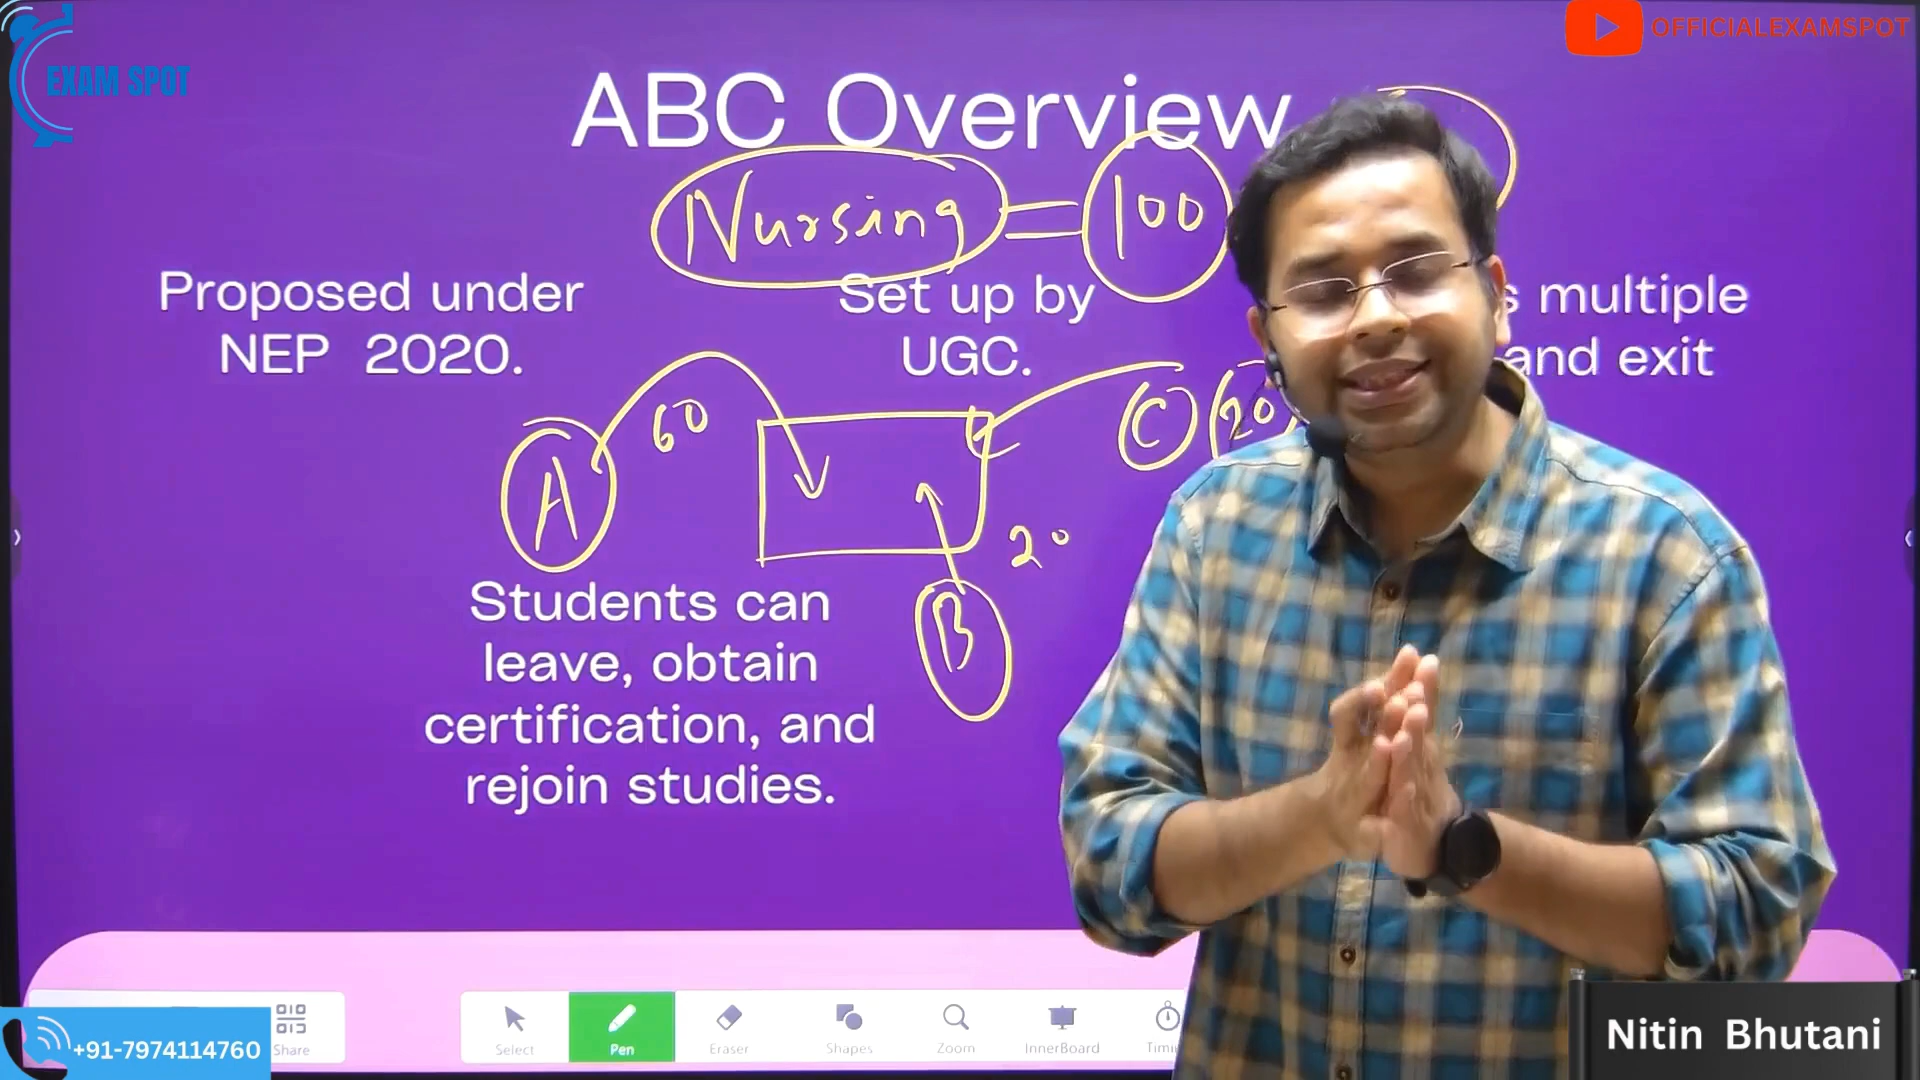 EXAM SPOT
OFFICIALEXAMSPOT
ABC Overview
Nursing = 100
Proposed under
NEP 2020.
Set up by
UGC.
s multiple
and exit
A
60
C
20
20
B
Students can
leave, obtain
certification, and
rejoin studies.
Share
Select
Pen
Eraser
Shapes
Zoom
InnerBoard
Timi
+91-7974114760
Nitin Bhutani